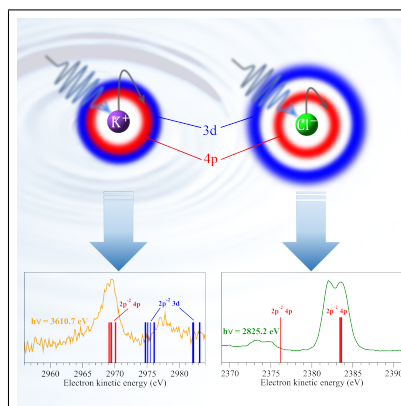 K⁺
Cl⁻
3d
4p
2p⁻² 4p
2p⁻² 3d
hν = 3610.7 eV
2960 2965 2970 2975 2980
Electron kinetic energy (eV)
hν = 2825.2 eV
2p⁻² 4p
2p⁻² 4p
2370 2375 2380 2385 2390
Electron kinetic energy (eV)